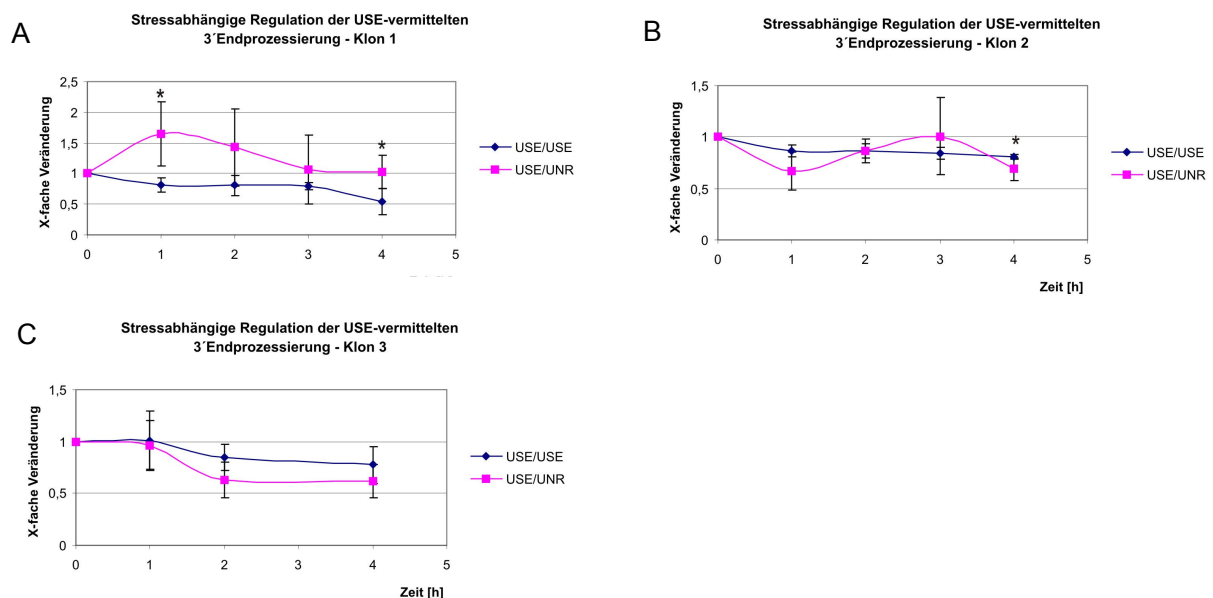 A
Stressabhängige Regulation der USE-vermittelten
3´Endprozessierung - Klon 1
X-fache Veränderung
2,5
2
1,5
1
0,5
0
0 1 2 3 4 5
*
*
USE/USE
USE/UNR
B
Stressabhängige Regulation der USE-vermittelten
3´Endprozessierung - Klon 2
X-fache Veränderung
1,5
1
0,5
0
0 1 2 3 4 5
*
USE/USE
USE/UNR
Zeit [h]
C
Stressabhängige Regulation der USE-vermittelten
3´Endprozessierung - Klon 3
X-fache Veränderung
1,5
1
0,5
0
0 1 2 3 4 5
USE/USE
USE/UNR
Zeit [h]